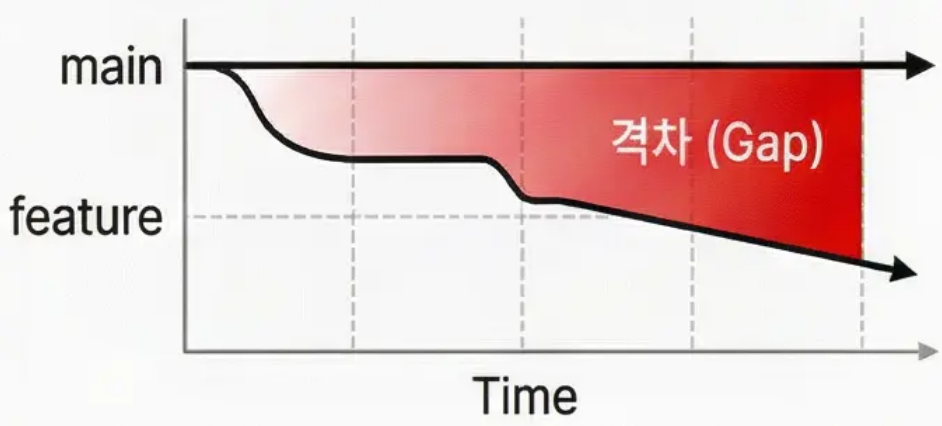 main
격차 (Gap)
feature
Time